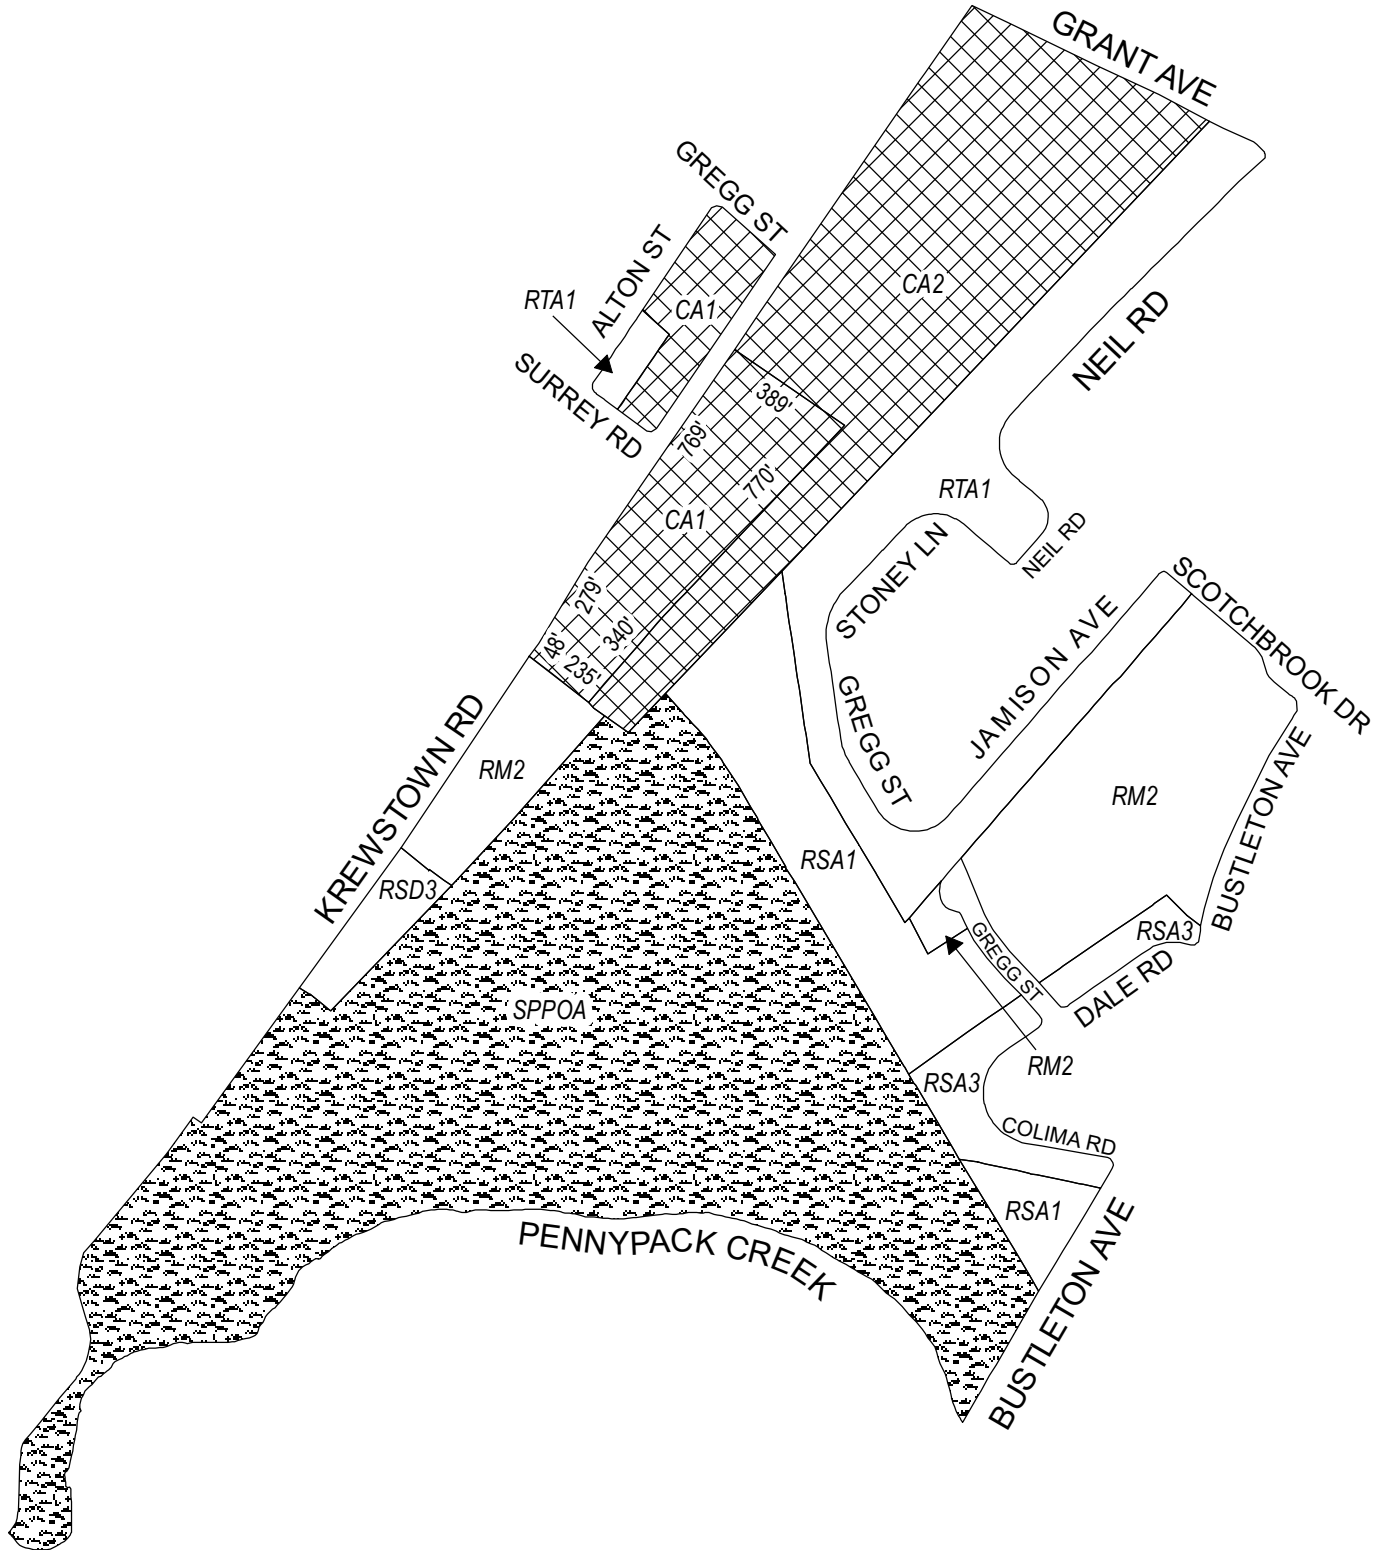 GRANT AVE
GREGG ST
ALTON ST
RTA1
CA1
CA2
NEIL RD
SURREY RD
389'
769'
770'
RTA1
CA1
STONEY LN
NEIL RD
SCOTCHBROOK DR
279'
340'
48'
235'
JAMISON AVE
GREGG ST
KREWSTOWN RD
RM2
RM2
BUSTLETON AVE
RSA1
RSD3
RSA3
GREGG ST
DALE RD
SPPOA
RM2
RSA3
COLIMA RD
RSA1
PENNYPACK CREEK
BUSTLETON AVE